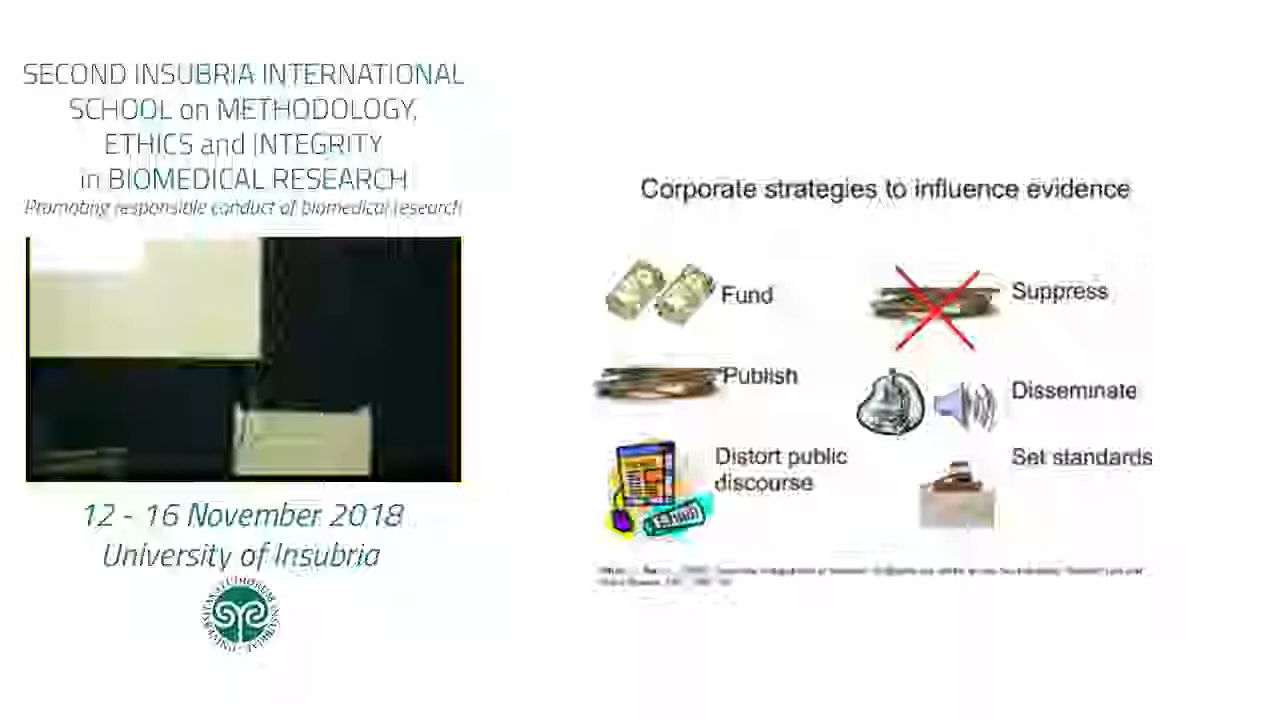 SECOND INSUBRIA INTERNATIONAL
SCHOOL on METHODOLOGY,
ETHICS and INTEGRITY
in BIOMEDICAL RESEARCH
Promoting responsible conduct of biomedical research
12 - 16 November 2018
University of Insubria
Corporate strategies to influence evidence
Fund
Suppress
Publish
Disseminate
Distort public
discourse
Set standards